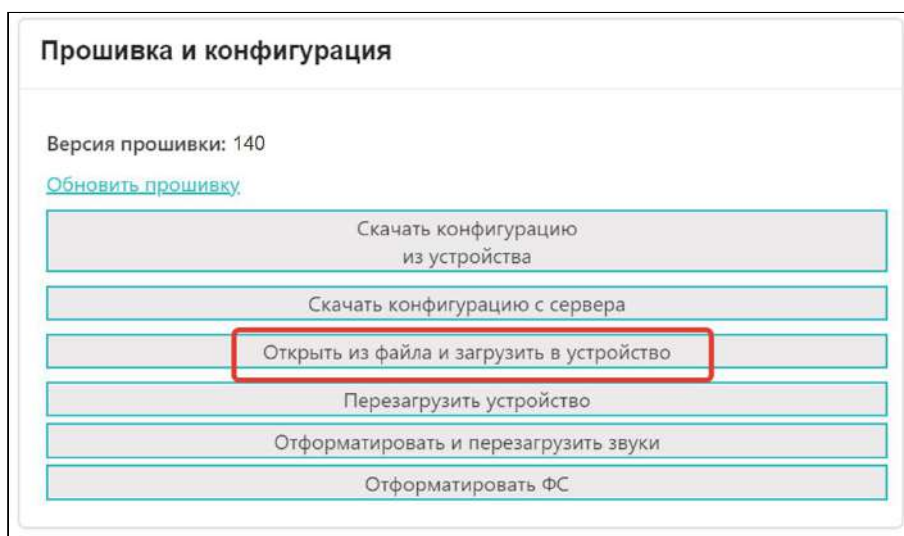 Прошивка и конфигурация
Версия прошивки: 140
Обновить прошивку
Скачать конфигурацию
из устройства
Скачать конфигурацию с сервера
Открыть из файла и загрузить в устройство
Перезагрузить устройство
Отформатировать и перезагрузить звуки
Отформатировать ФС